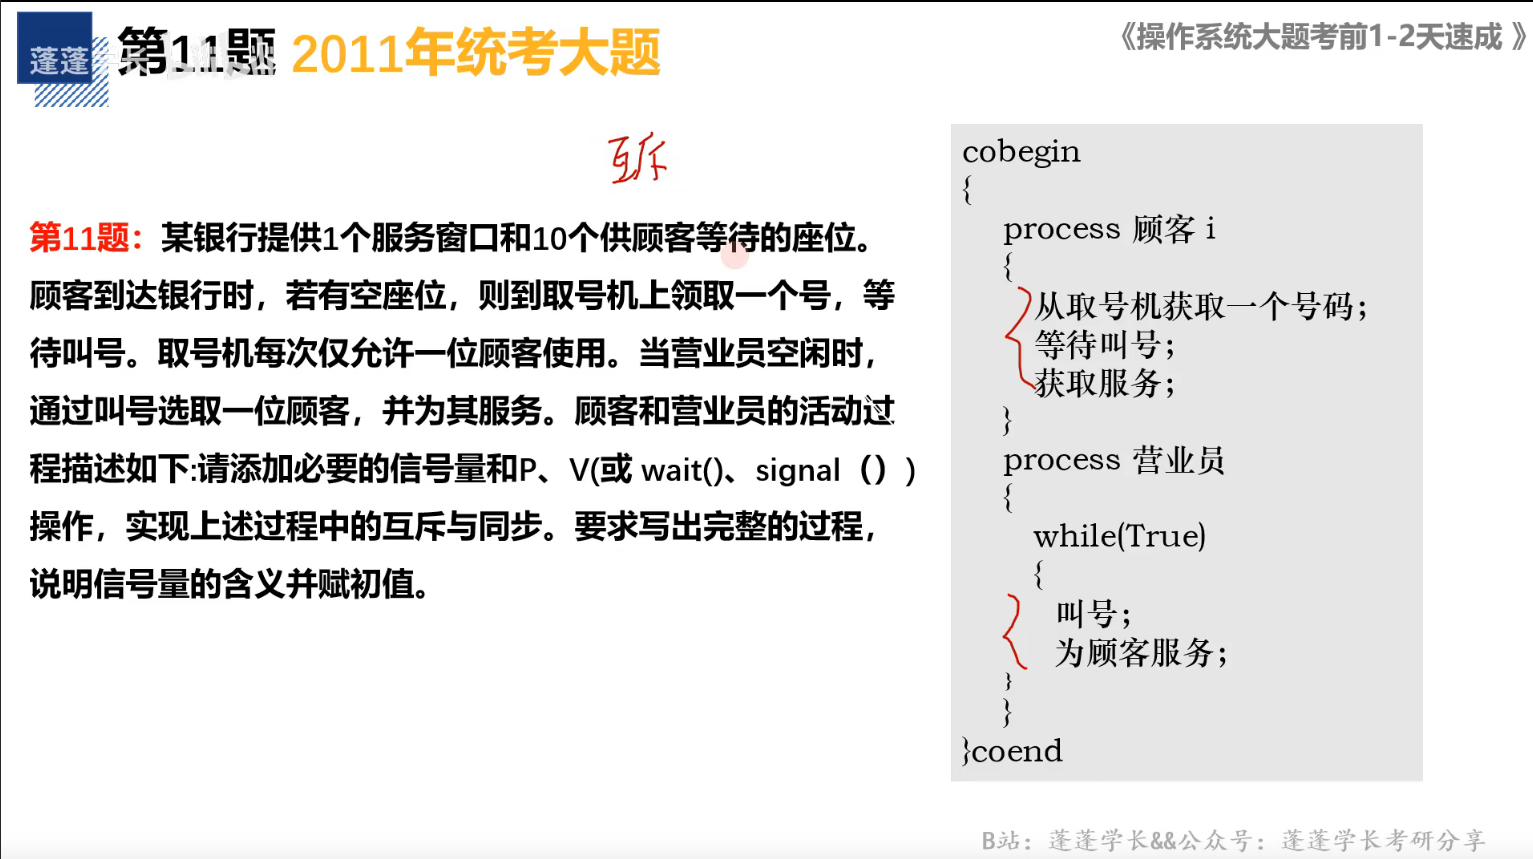 蓬蓬学长
第11题 2011年统考大题
《操作系统大题考前1-2天速成 》
互斥
第11题：某银行提供1个服务窗口和10个供顾客等待的座位。
顾客到达银行时，若有空座位，则到取号机上领取一个号，等
待叫号。取号机每次仅允许一位顾客使用。当营业员空闲时，
通过叫号选取一位顾客，并为其服务。顾客和营业员的活动过
程描述如下:请添加必要的信号量和P、V(或 wait()、signal（））
操作，实现上述过程中的互斥与同步。要求写出完整的过程，
说明信号量的含义并赋初值。
cobegin
{
process 顾客 i
{
从取号机获取一个号码；
等待叫号；
获取服务；
}
process 营业员
{
while(True)
{
叫号；
为顾客服务；
}
}
}coend
B站：蓬蓬学长&&公众号：蓬蓬学长考研分享